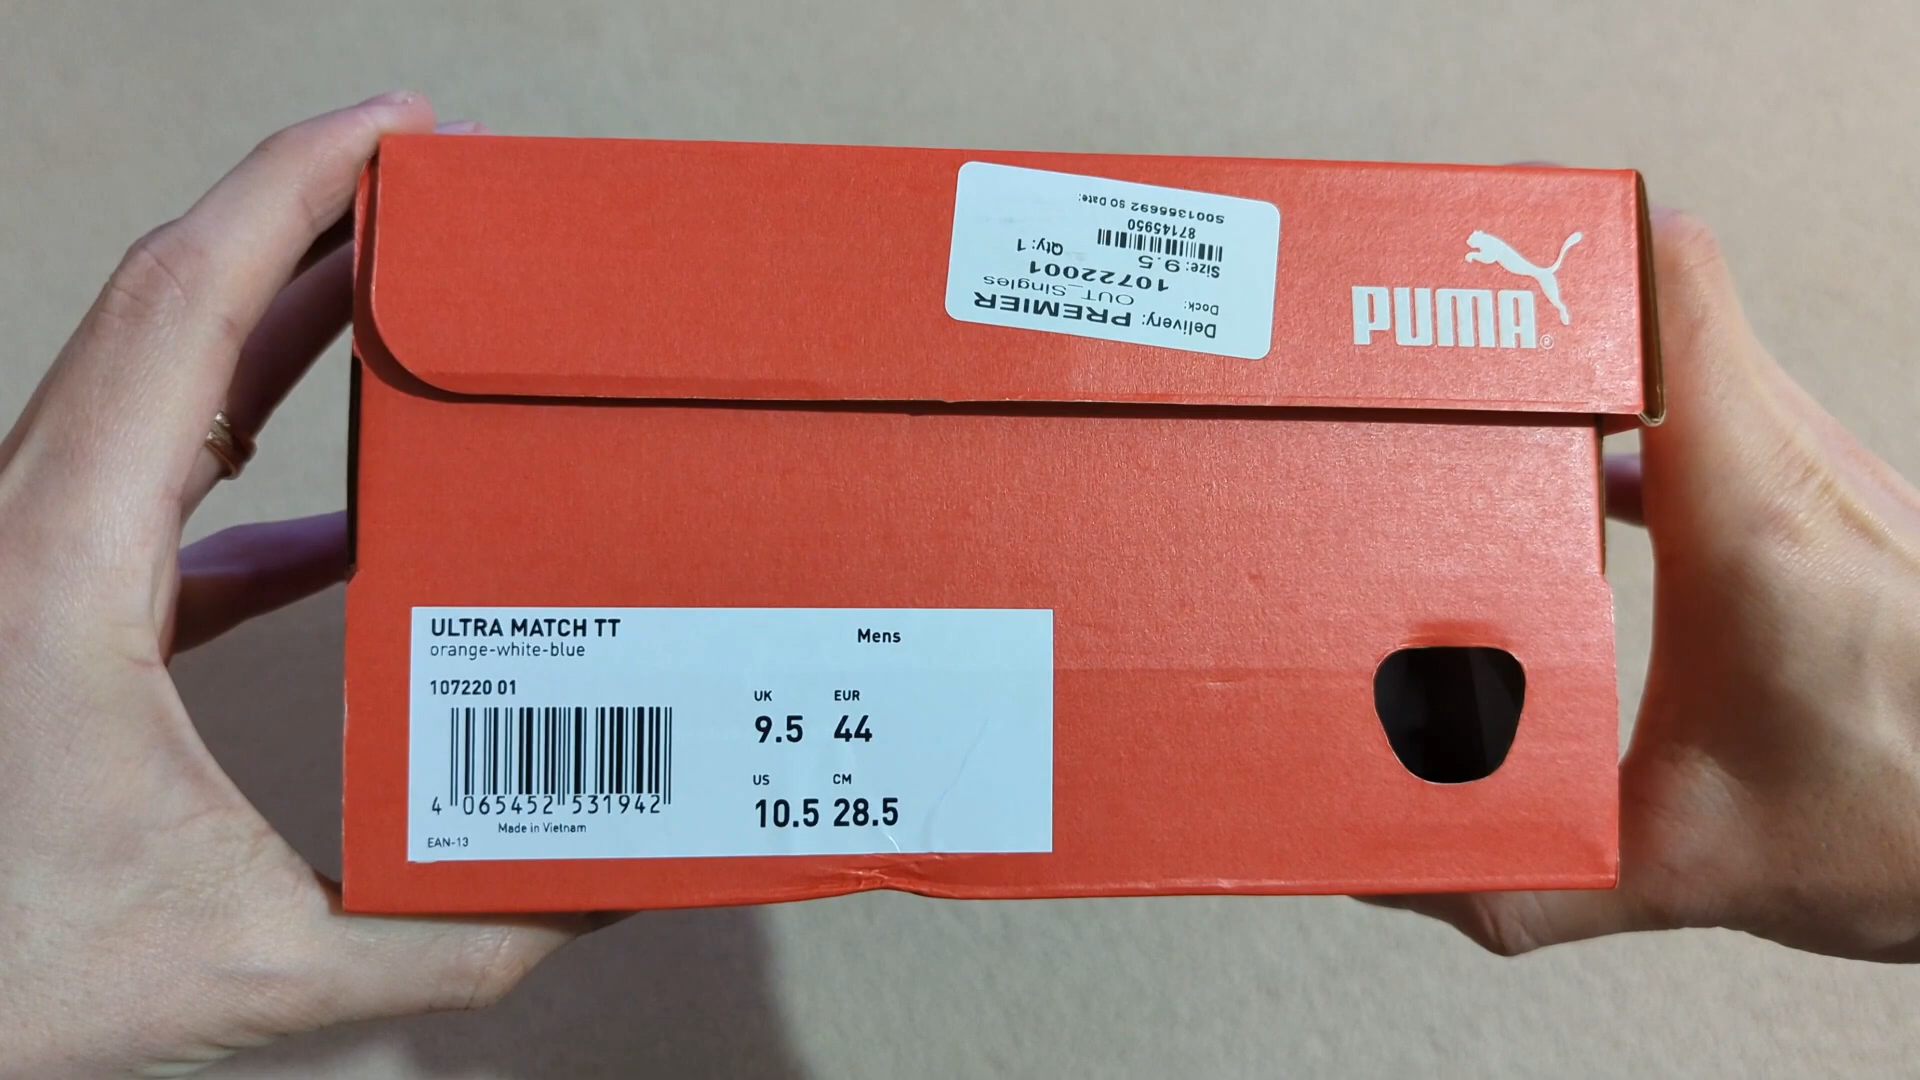 Delivery: PREMIER
Dock: OUT_Singles
10722001
Size: 9.5 Qty: 1
87145950
S001355692 SO Date:
PUMA®
ULTRA MATCH TT
orange-white-blue
Mens
107220 01
UK EUR
9.5 44
US CM
10.5 28.5
4 065452 531942
Made in Vietnam
EAN-13